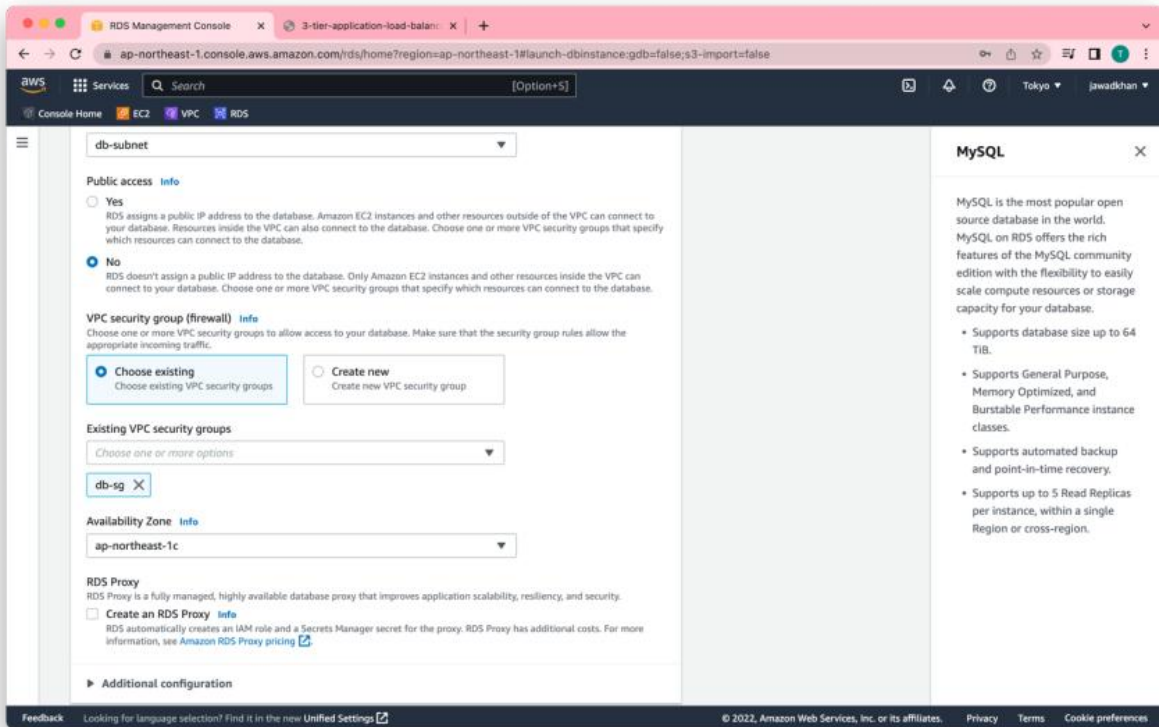 RDS Management Console
3-tier-application-load-balanc
ap-northeast-1.console.aws.amazon.com/rds/home?region=ap-northeast-1#launch-dbinstance:gdb=false;s3-import=false
T
aws
Services
Search
[Option+S]
Tokyo
jawadkhan
Console Home
EC2
VPC
RDS
db-subnet
Public access Info
Yes
RDS assigns a public IP address to the database. Amazon EC2 instances and other resources outside of the VPC can connect to
your database. Resources inside the VPC can also connect to the database. Choose one or more VPC security groups that specify
which resources can connect to the database.
No
RDS doesn't assign a public IP address to the database. Only Amazon EC2 instances and other resources inside the VPC can
connect to your database. Choose one or more VPC security groups that specify which resources can connect to the database.
VPC security group (firewall) Info
Choose one or more VPC security groups to allow access to your database. Make sure that the security group rules allow the
appropriate incoming traffic.
Choose existing
Choose existing VPC security groups
Create new
Create new VPC security group
Existing VPC security groups
Choose one or more options
db-sg
Availability Zone Info
ap-northeast-1c
RDS Proxy
RDS Proxy is a fully managed, highly available database proxy that improves application scalability, resiliency, and security.
Create an RDS Proxy Info
RDS automatically creates an IAM role and a Secrets Manager secret for the proxy. RDS Proxy has additional costs. For more
information, see Amazon RDS Proxy pricing.
Additional configuration
MySQL
MySQL is the most popular open
source database in the world.
MySQL on RDS offers the rich
features of the MySQL community
edition with the flexibility to easily
scale compute resources or storage
capacity for your database.
• Supports database size up to 64
TiB.
• Supports General Purpose,
Memory Optimized, and
Burstable Performance instance
classes.
• Supports automated backup
and point-in-time recovery.
• Supports up to 5 Read Replicas
per instance, within a single
Region or cross-region.
Feedback
Looking for language selection? Find it in the new Unified Settings
© 2022, Amazon Web Services, Inc. or its affiliates.
Privacy
Terms
Cookie preferences